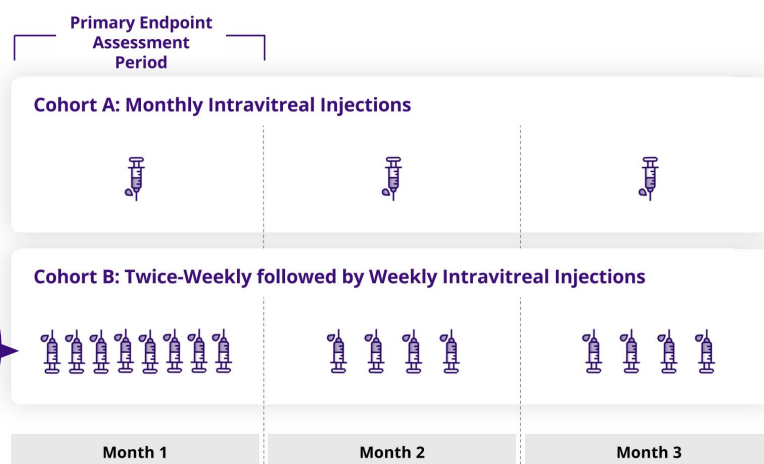 Primary Endpoint
Assessment
Period
Cohort A: Monthly Intravitreal Injections
Cohort B: Twice-Weekly followed by Weekly Intravitreal Injections
Month 1
Month 2
Month 3